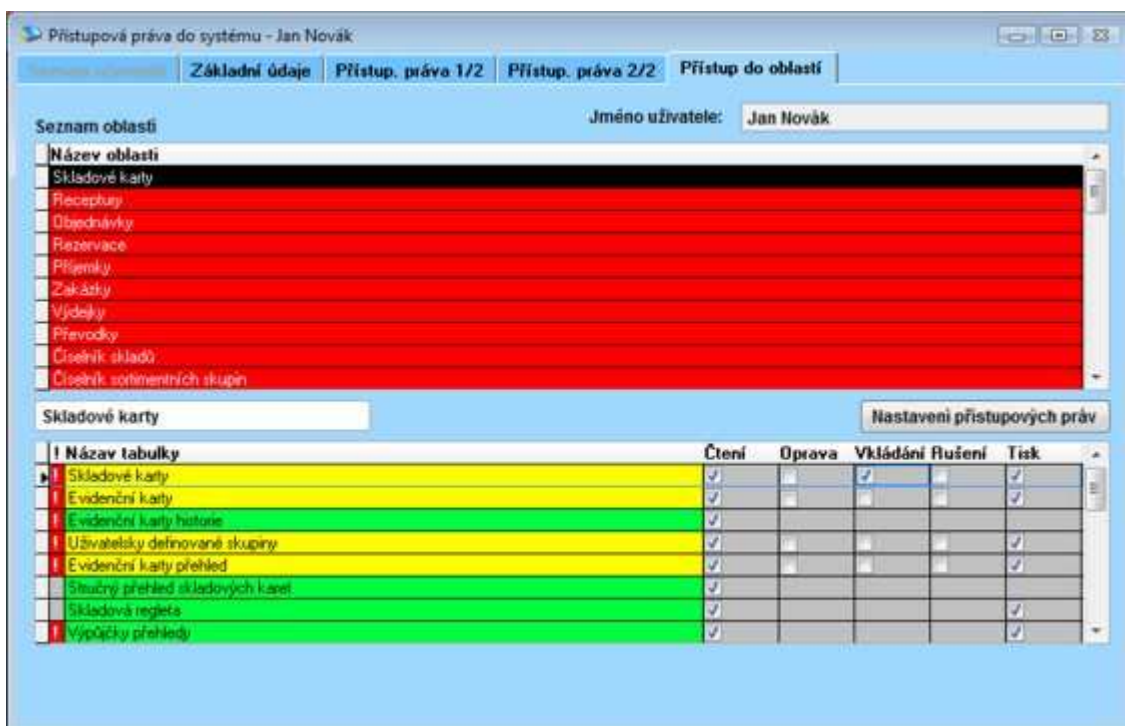 Přístupová práva do systému - Jan Novák
Základní údaje Přístup. práva 1/2 Přístup. práva 2/2 Přístup do oblastí
Jméno uživatele: Jan Novák
Seznam oblastí
Název oblasti
Skladové karty
Receptury
Objednávky
Rezervace
Příjemky
Zakázky
Výdejky
Převodky
Číselník skladů
Číselník sortimentních skupin
Skladové karty Nastavení přístupových práv
! Název tabulky Čtení Oprava Vkládání Rušení Tisk
! Skladové karty
! Evidenční karty
! Evidenční karty historie
! Uživatelsky definované skupiny
! Evidenční karty přehled
Stručný přehled skladových karet
Skladová regleta
! Výpůjčky přehledy